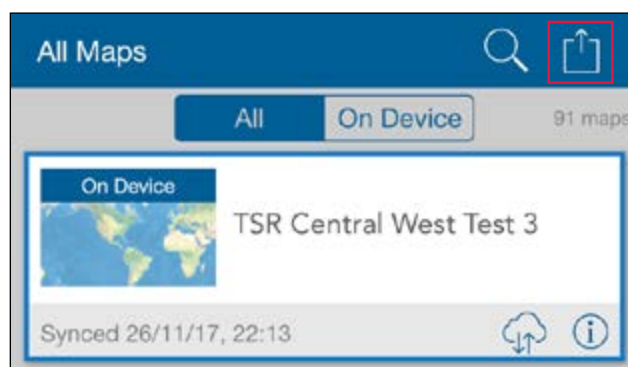 All Maps
All On Device 91 maps
On Device
TSR Central West Test 3
Synced 26/11/17, 22:13